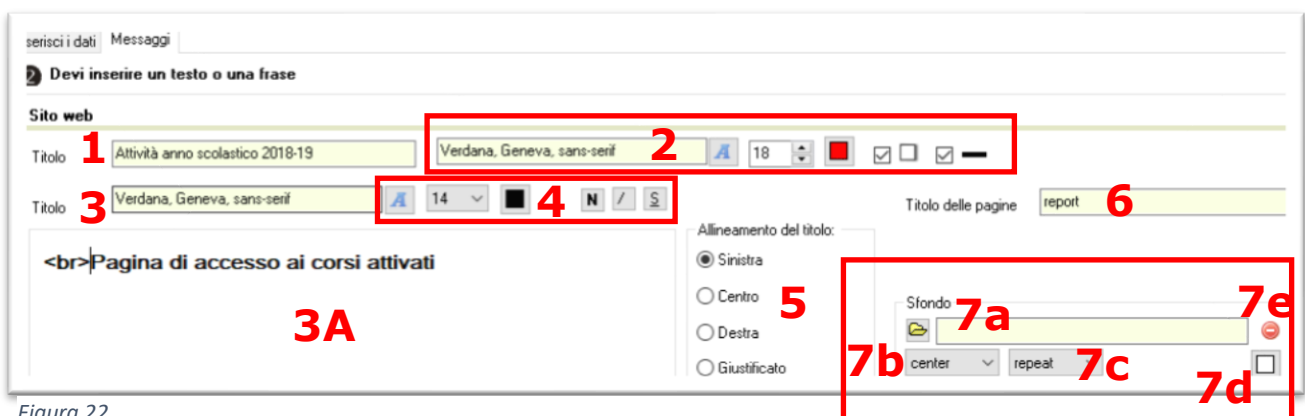 serisci i dati Messaggi
2 Devi inserire un testo o una frase
Sito web
Titolo 1 Attività anno scolastico 2018-19 Verdana, Geneva, sans-serif 2 A 18
Titolo 3 Verdana, Geneva, sans-serif A 14 4 N / S Titolo delle pagine report 6
Allineamento del titolo:
<br>Pagina di accesso ai corsi attivati
Sinistra
Centro 5
Destra
Giustificato
3A
Sfondo 7a 7e
7b center repeat 7c
7d
Figura 22